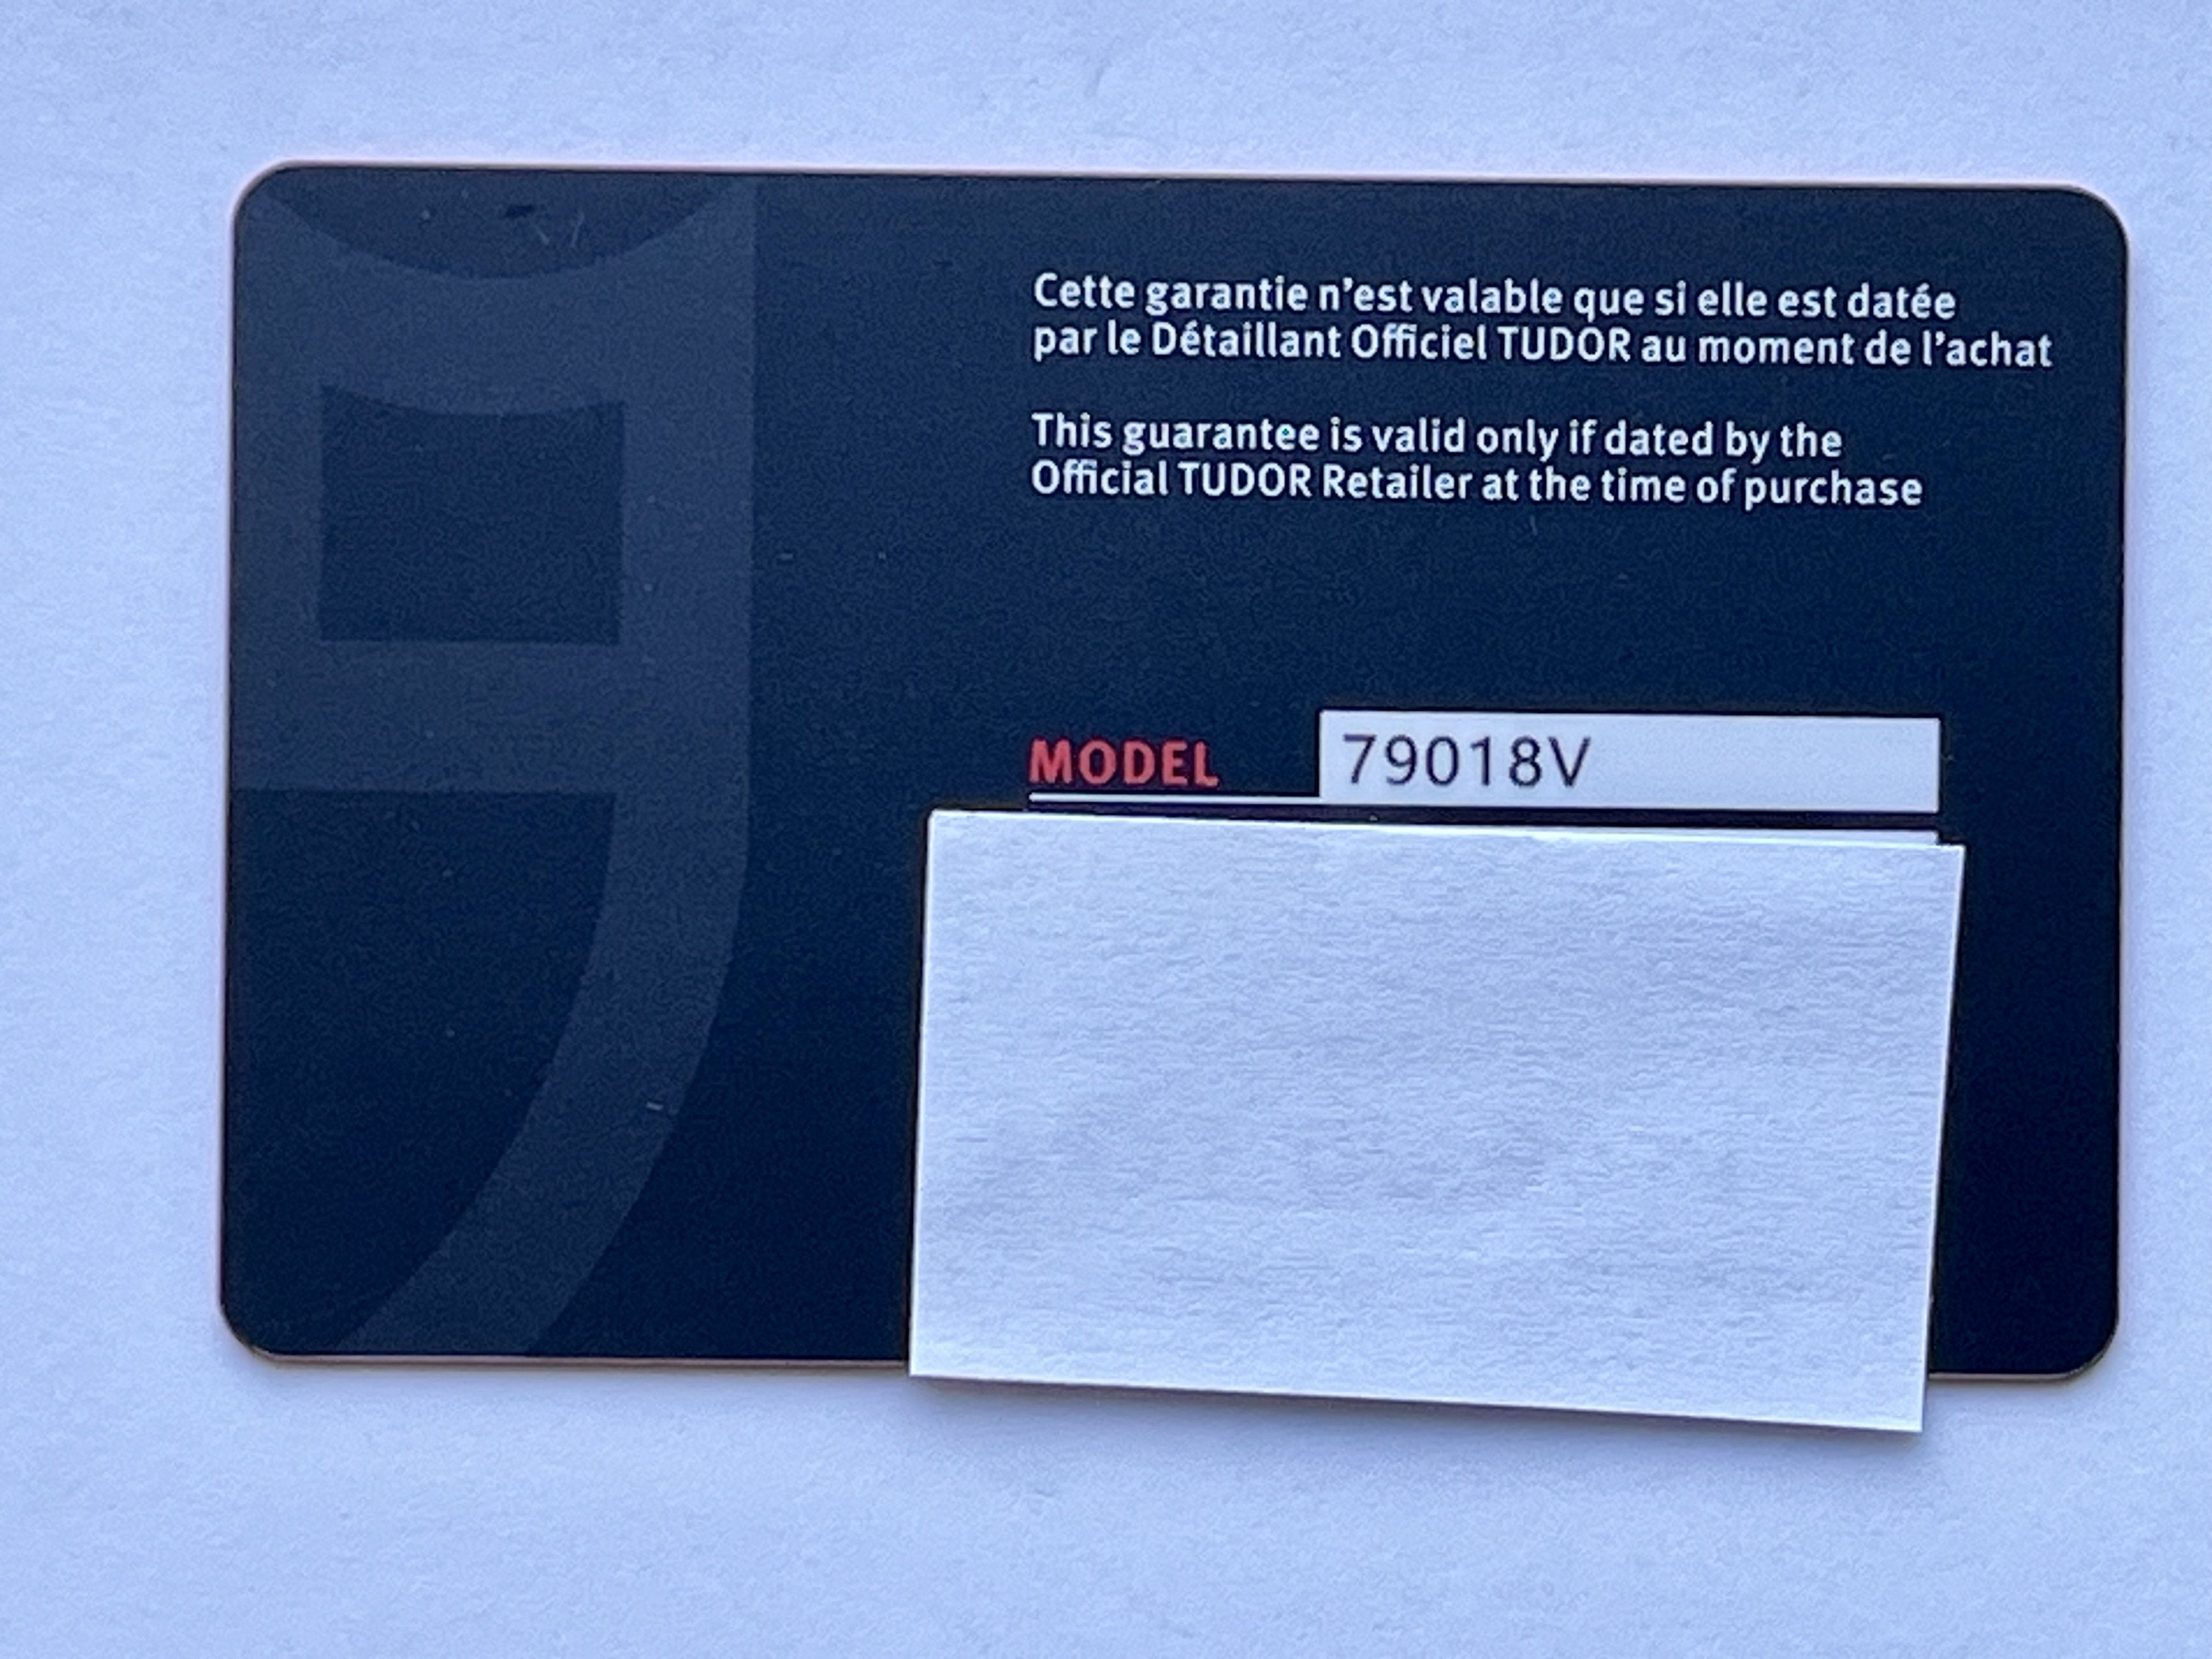 Cette garantie n'est valable que si elle est datée
par le Détaillant Officiel TUDOR au moment de l'achat
This guarantee is valid only if dated by the
Official TUDOR Retailer at the time of purchase
MODEL 79018V